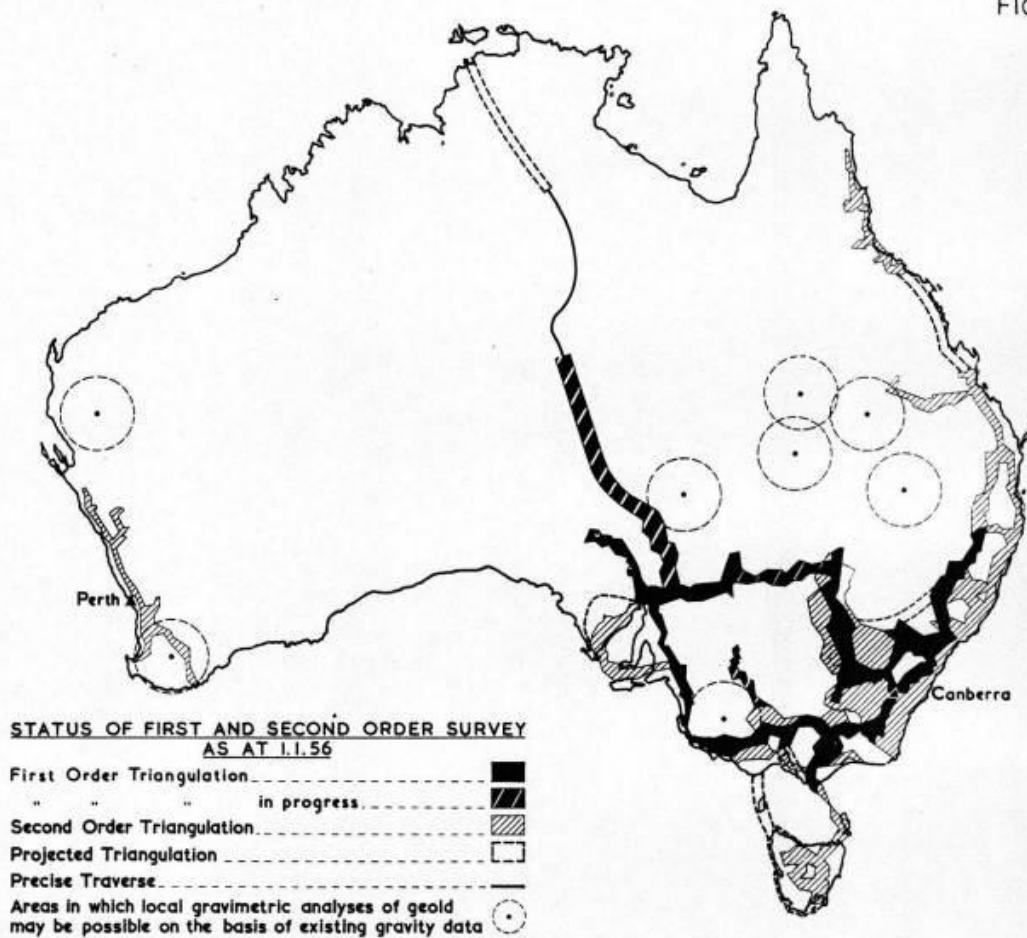 FIG
Perth
Canberra
STATUS OF FIRST AND SECOND ORDER SURVEY
AS AT 1.1.56
First Order Triangulation
" " " in progress
Second Order Triangulation
Projected Triangulation
Precise Traverse
Areas in which local gravimetric analyses of geoid
may be possible on the basis of existing gravity data